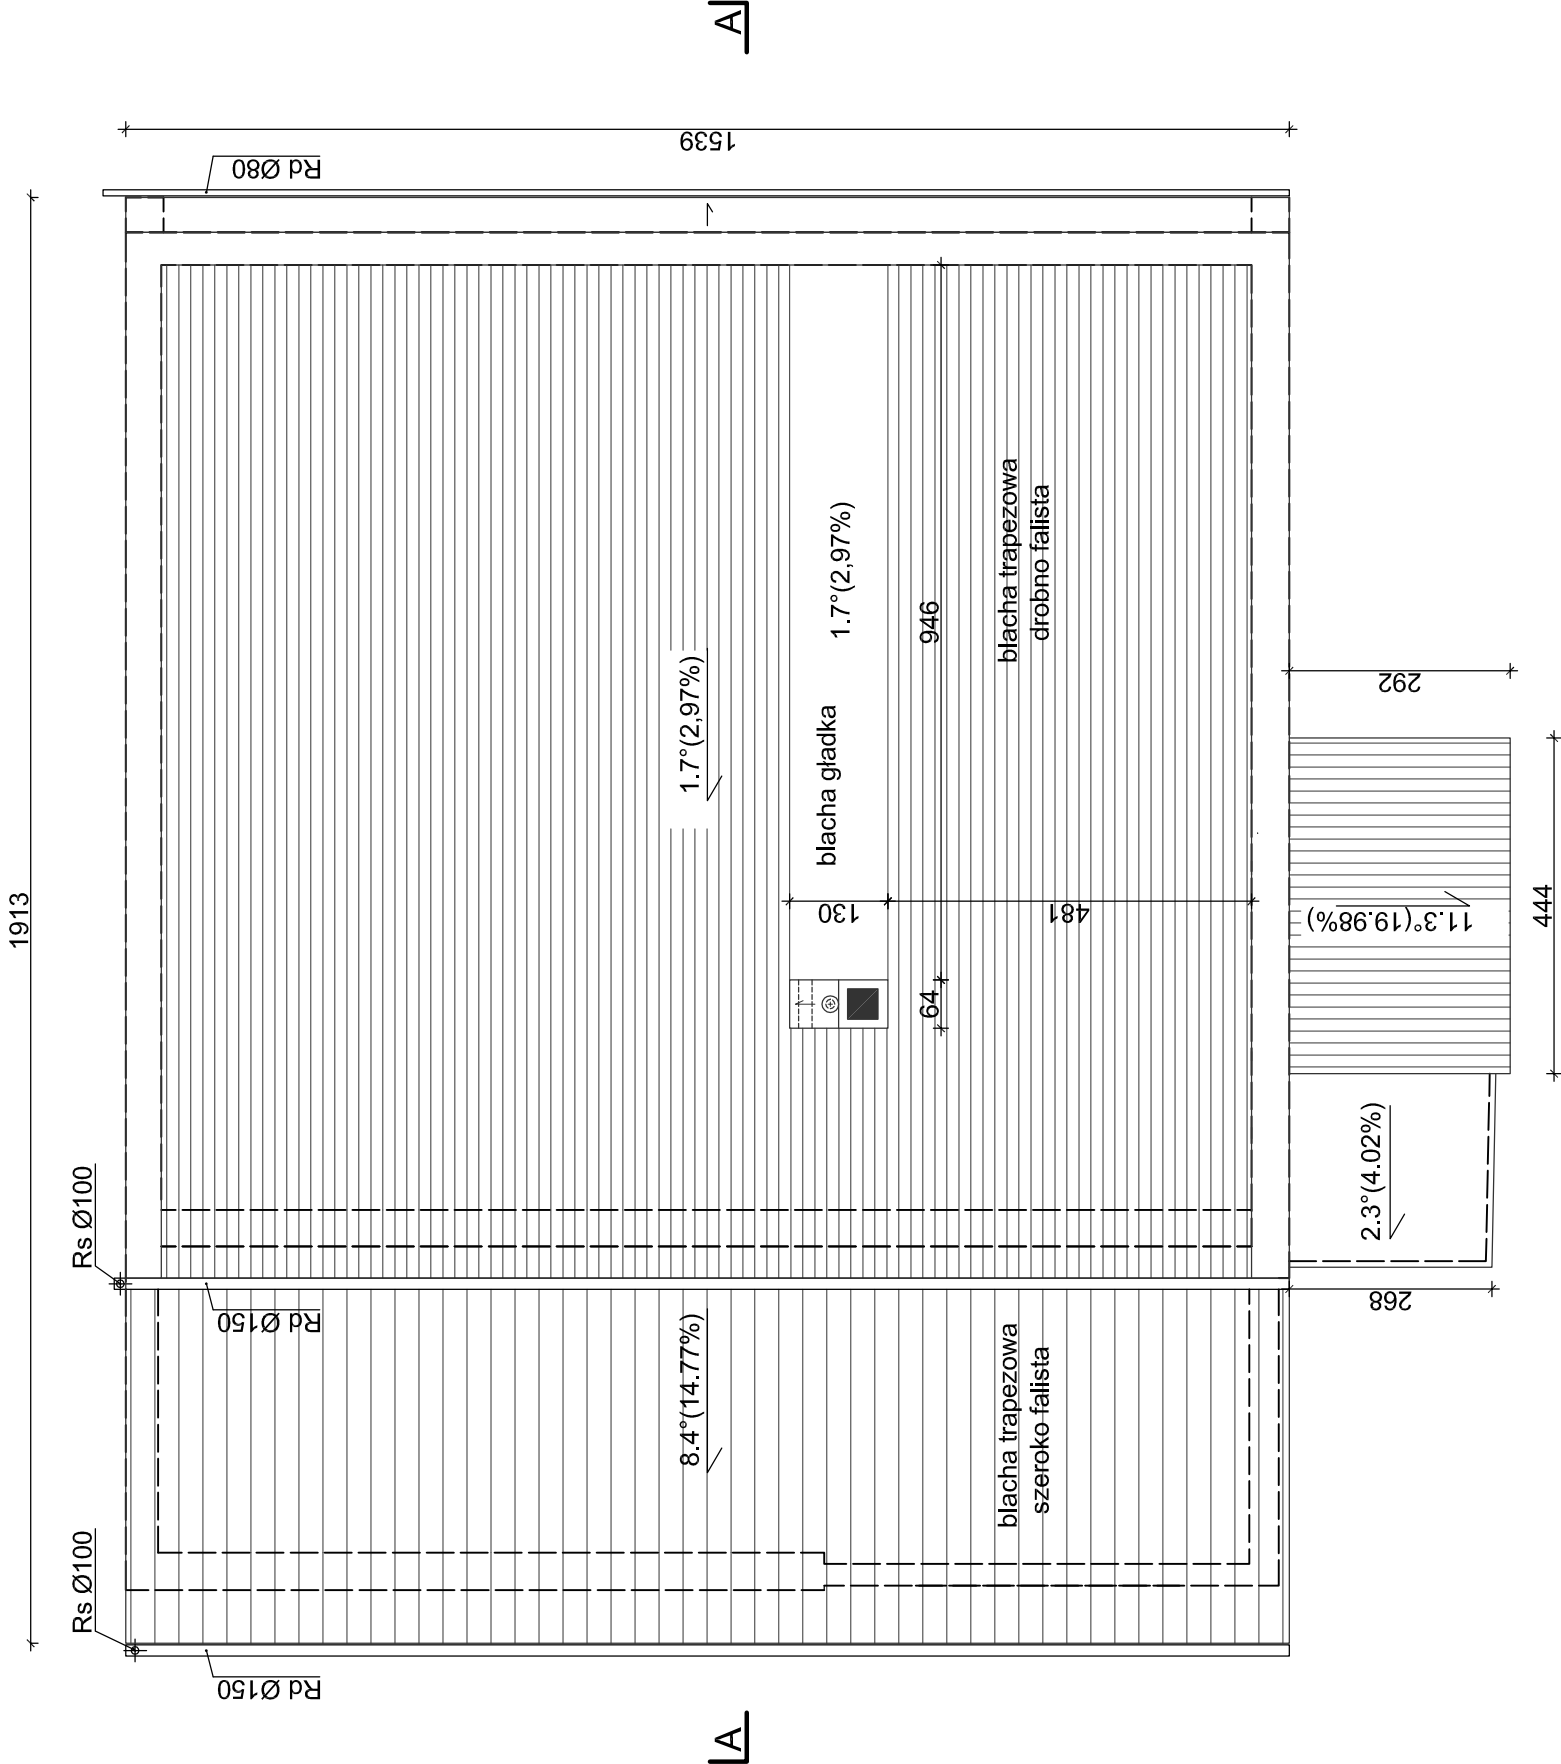 A
1539
Rd Ø80
1913
1.7°(2,97%)
1.7°(2,97%)
blacha gładka
946
blacha trapezowa
drobno falista
130
481
64
292
444
11.3°(19.98%)
2.3°(4.02%)
268
Rs Ø100
Rd Ø150
8.4°(14.77%)
blacha trapezowa
szeroko falista
Rs Ø100
Rd Ø150
A